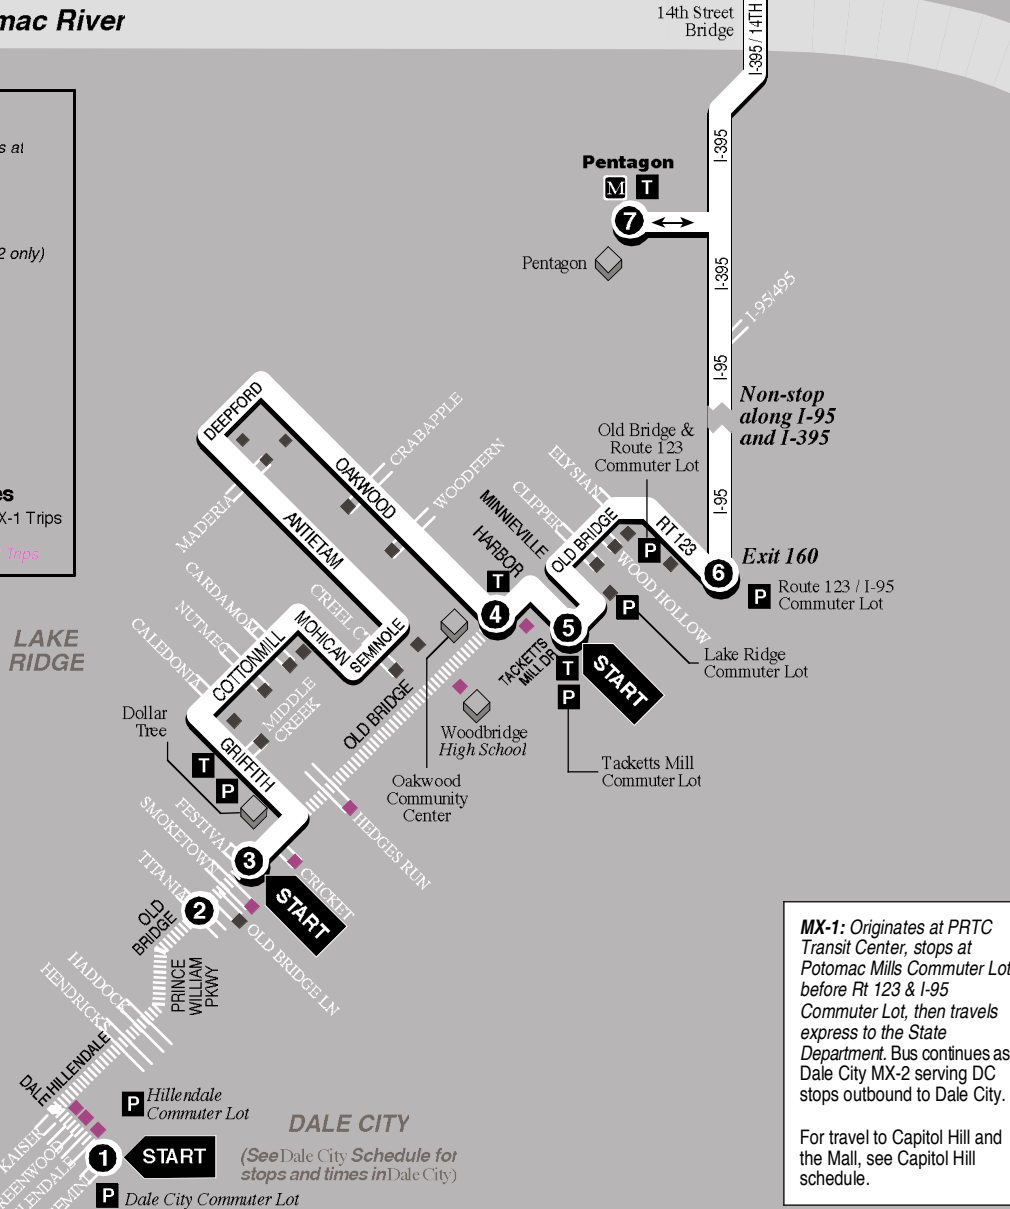 mac River
14th Street
Bridge
I-395 / 14TH
s at
2 only)
es
X-1 Trips
Trips
I-395
Pentagon
M T
7
Pentagon
I-395
I-95/495
I-95
Non-stop
along I-95
and I-395
I-95
Exit 160
6
P
Route 123 / I-95
Commuter Lot
Old Bridge &
Route 123
Commuter Lot
P
RT 123
OLD BRIDGE
ELYSIAN
CLIPPER
WOOD HOLLOW
MINNIEVILLE
HARBOR
DEEPFORD
OAKWOOD
CRABAPPLE
WOODFERN
MADERIA
ANTIETAM
T
4
5
START
P
Lake Ridge
Commuter Lot
TACKETTS
MILL DR
T
P
Tacketts Mill
Commuter Lot
CARDAMOM
NUTMEG
CALEDONIA
COTTONMILL
MOHICAN
SEMINOLE
MIDDLE
CREEK
LAKE
RIDGE
OLD BRIDGE
Woodbridge
High School
Oakwood
Community
Center
Dollar
Tree
T
P
GRIFFITH
HEDGES RUN
FESTIVAL
SMOKETOWN
TITANIA
3
CRICKET
START
2
OLD
BRIDGE
OLD BRIDGE LN
PRINCE
WILLIAM
PKWY
HADDOCK
HENDRICKS
HILLENDALE
DALE
P
Hillendale
Commuter Lot
DALE CITY
(See Dale City Schedule for
stops and times in Dale City)
KAISER
1
START
P
Dale City Commuter Lot
MX-1: Originates at PRTC
Transit Center, stops at
Potomac Mills Commuter Lot
before Rt 123 & I-95
Commuter Lot, then travels
express to the State
Department. Bus continues as
Dale City MX-2 serving DC
stops outbound to Dale City.
For travel to Capitol Hill and
the Mall, see Capitol Hill
schedule.